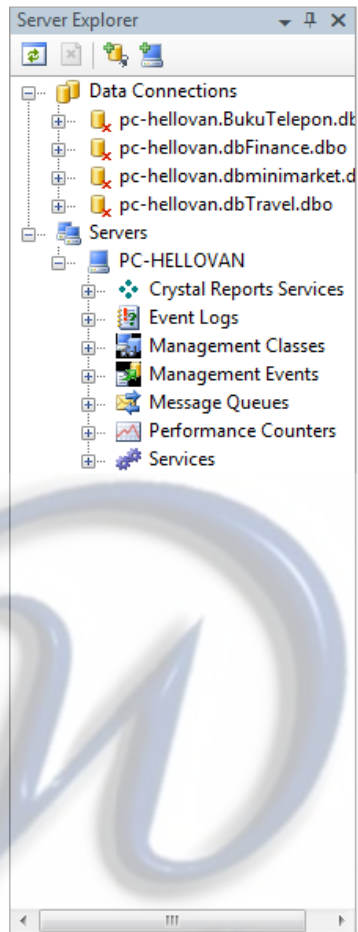 Server Explorer
Data Connections
pc-hellovan.BukuTelepon.db
pc-hellovan.dbFinance.dbo
pc-hellovan.dbminimarket.d
pc-hellovan.dbTravel.dbo
Servers
PC-HELLOVAN
Crystal Reports Services
Event Logs
Management Classes
Management Events
Message Queues
Performance Counters
Services